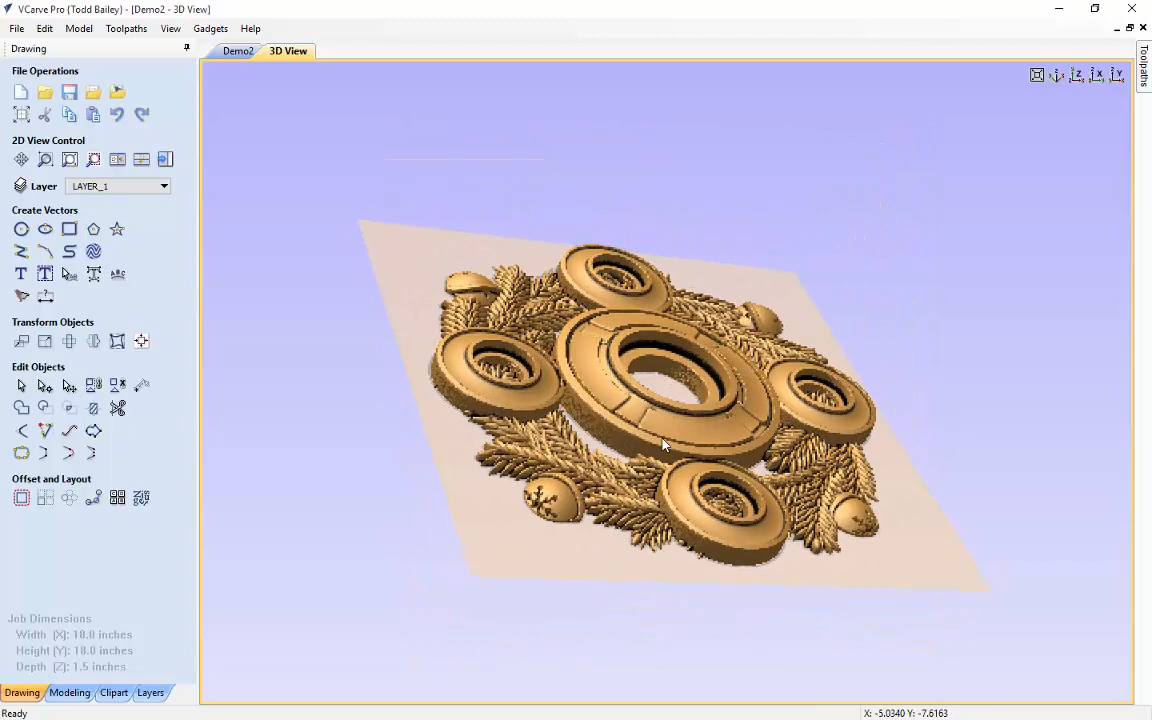 VCarve Pro {Todd Bailey} - [Demo2 - 3D View]
File Edit Model Toolpaths View Gadgets Help
Drawing
Demo2
3D View
File Operations
2D View Control
Layer LAYER_1
Create Vectors
Transform Objects
Edit Objects
Offset and Layout
Job Dimensions
Width (X): 18.0 inches
Height (Y): 18.0 inches
Depth (Z): 1.5 inches
Drawing Modeling Clipart Layers
Ready
X: -5.0340 Y: -7.6163
Toolpaths